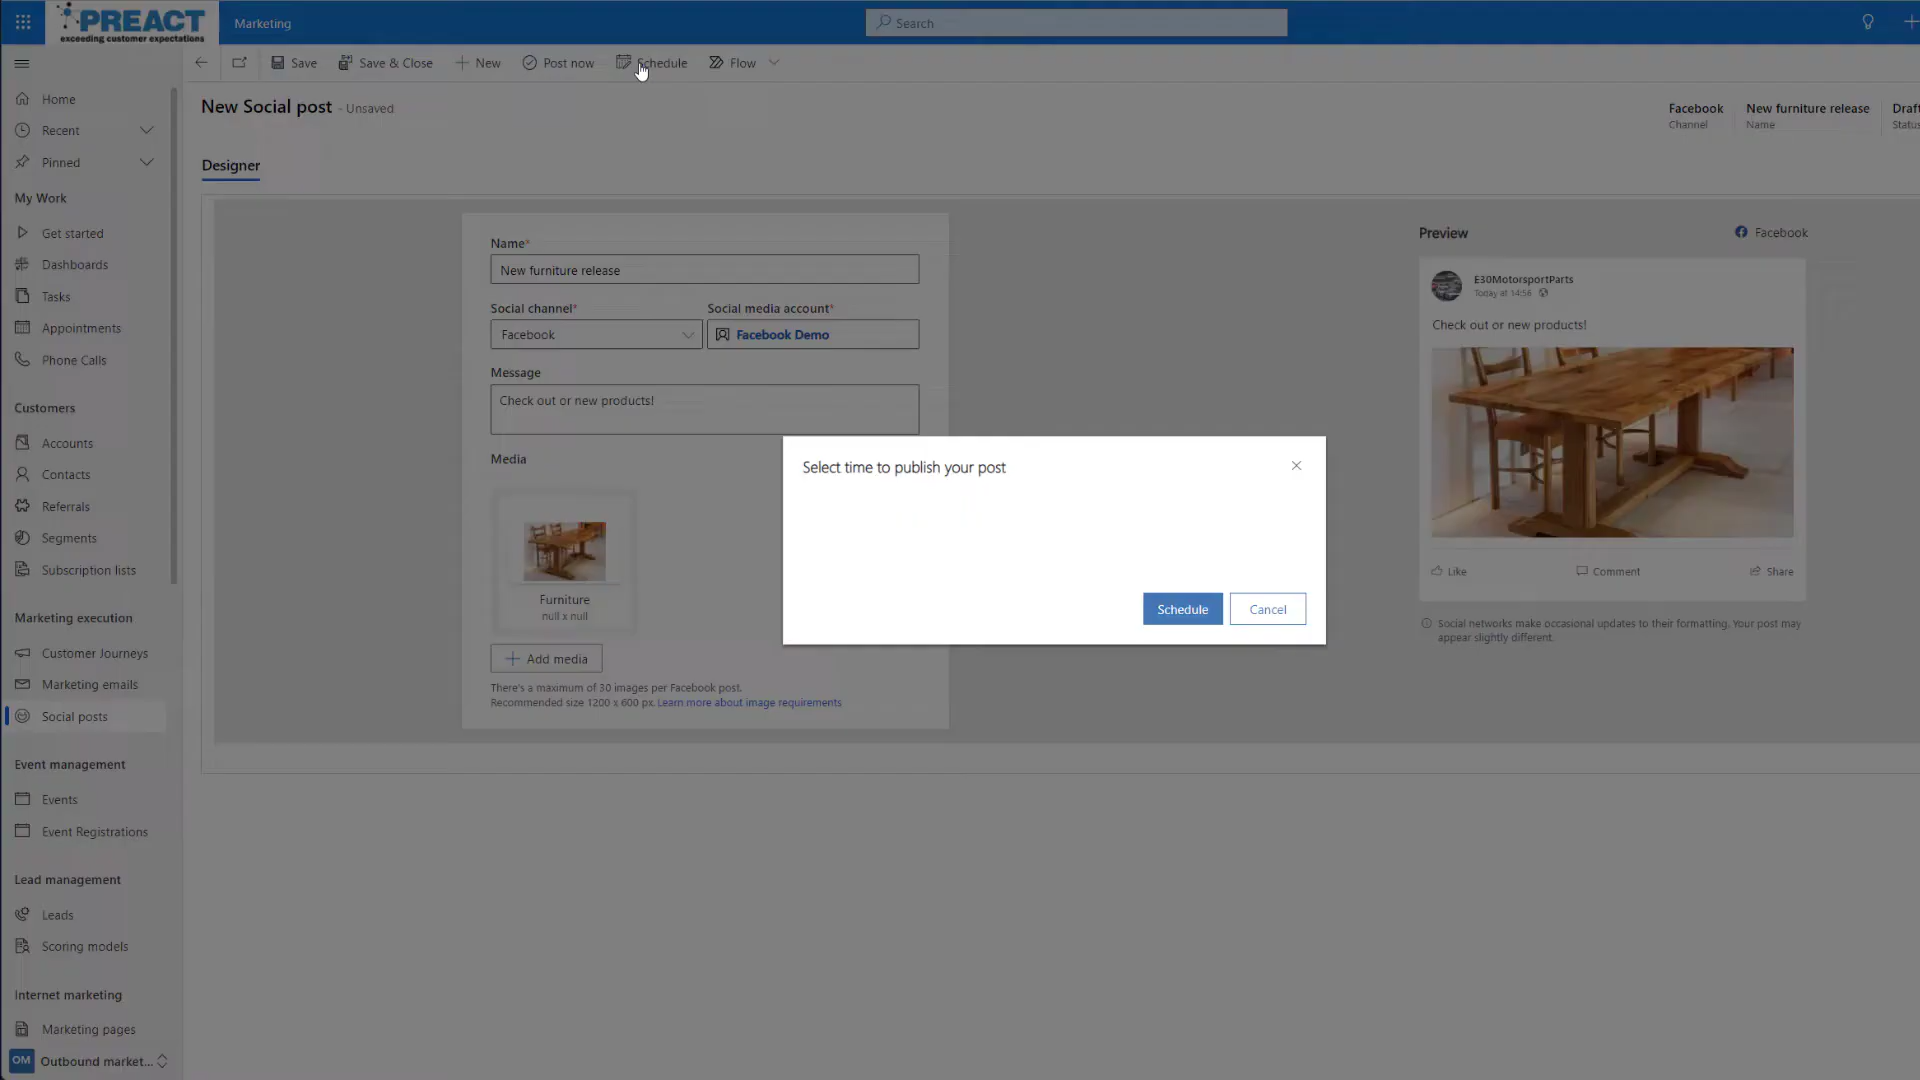 PREACT
exceeding customer expectations
Marketing
Search
Save
Save & Close
New
Post now
Schedule
Flow
New Social post - Unsaved
Facebook
Channel
New furniture release
Name
Draft
Status
Designer
Home
Recent
Pinned
My Work
Get started
Dashboards
Tasks
Appointments
Phone Calls
Customers
Accounts
Contacts
Referrals
Segments
Subscription lists
Marketing execution
Customer Journeys
Marketing emails
Social posts
Event management
Events
Event Registrations
Lead management
Leads
Scoring models
Internet marketing
Marketing pages
OM Outbound market...
Name*
New furniture release
Social channel*
Facebook
Social media account*
Facebook Demo
Message
Check out or new products!
Media
Furniture
null x null
Add media
There's a maximum of 30 images per Facebook post.
Recommended size 1200 x 600 px. Learn more about image requirements
Select time to publish your post
Schedule
Cancel
Preview
Facebook
E30MotorsportParts
Today at 14:56
Check out or new products!
Like
Comment
Share
Social networks make occasional updates to their formatting. Your post may
appear slightly different.